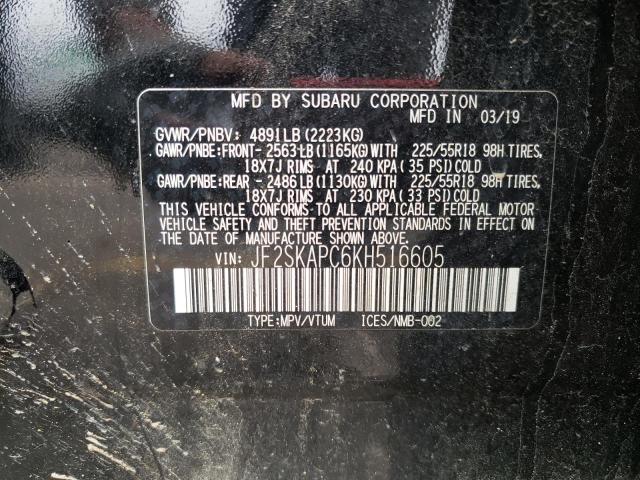 MFD BY SUBARU CORPORATION 03/19
GVWR/PNBV: 4891LB (2223KG)
GAWR/PNBE:FRONT- 2563LB (1165KG) WITH 225/55R18 98H TIRES,
18X7J RIMS AT 240 KPA (35 PSI) COLD
GAWR/PNBE:REAR - 2486LB (1130KG) WITH 225/55R18 98H TIRES,
18X7J RIMS AT 230 KPA (33 PSI) COLD
THIS VEHICLE CONFORMS TO ALL APPLICABLE FEDERAL MOTOR
VEHICLE SAFETY AND THEFT PREVENTION STANDARDS IN EFFECT ON
THE DATE OF MANUFACTURE SHOWN ABOVE.
VIN: JF2SKAPC6KH516605
TYPE:MPV/VTUM ICES/NMB-002